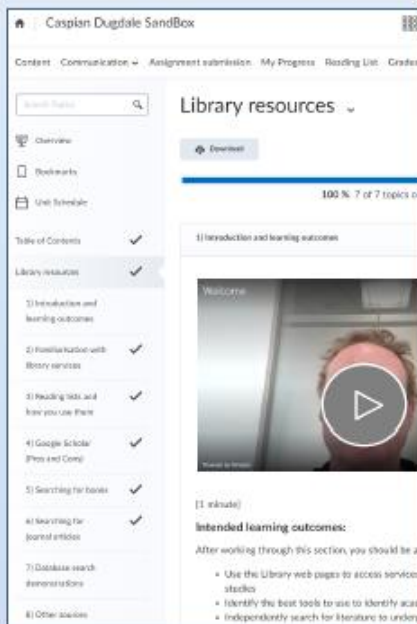 Caspian Dugdale SandBox
Content Communication Assignment submission My Progress Reading List Grades
Search Topics
Library resources
Overview
Download
Bookmarks
100 % 7 of 7 topics
Unit Schedule
Table of Contents
1) Introduction and learning outcomes
Library resources
Welcome
1) Introduction and
learning outcomes
2) Familiarisation with
library services
3) Reading lists and
how you use them
4) Google Scholar
(Pros and Cons)
5) Searching for books
[1 minute]
6) Searching for
journal articles
Intended learning outcomes:
After working through this section, you should be
7) Database search
demonstrations
Use the Library web pages to access services
studies
Identify the best tools to use to identify
8) Other sources
Independently search for literature to